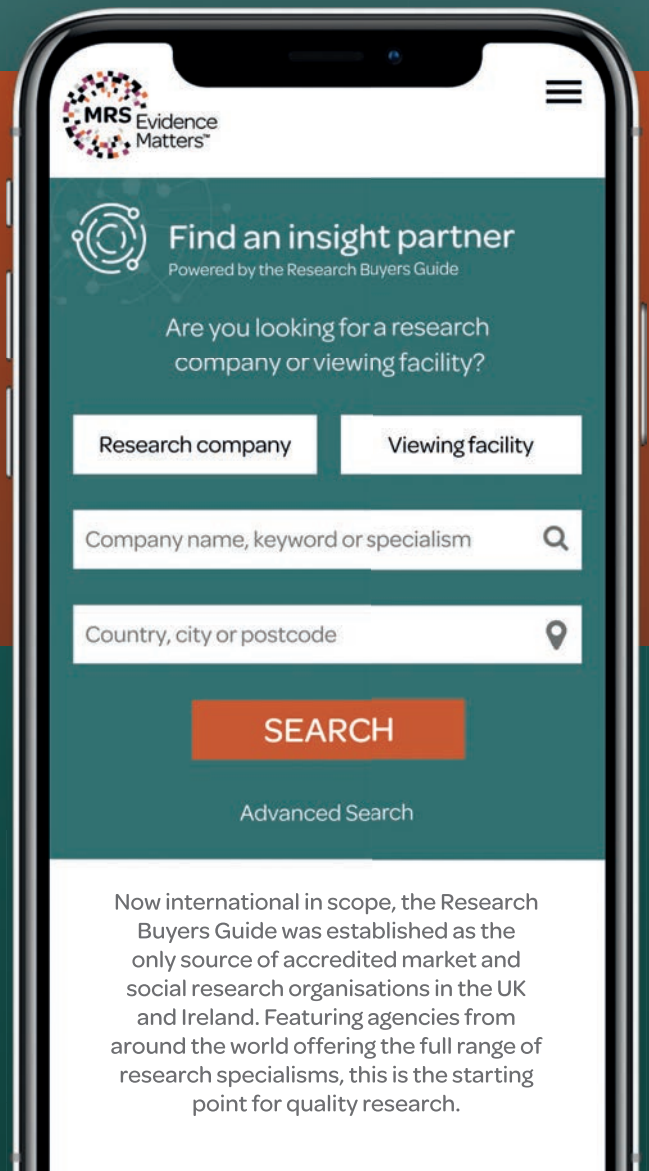 MRS Evidence
Matters™
Find an insight partner
Powered by the Research Buyers Guide
Are you looking for a research
company or viewing facility?
Research company
Viewing facility
Company name, keyword or specialism
Country, city or postcode
SEARCH
Advanced Search
Now international in scope, the Research
Buyers Guide was established as the
only source of accredited market and
social research organisations in the UK
and Ireland. Featuring agencies from
around the world offering the full range of
research specialisms, this is the starting
point for quality research.